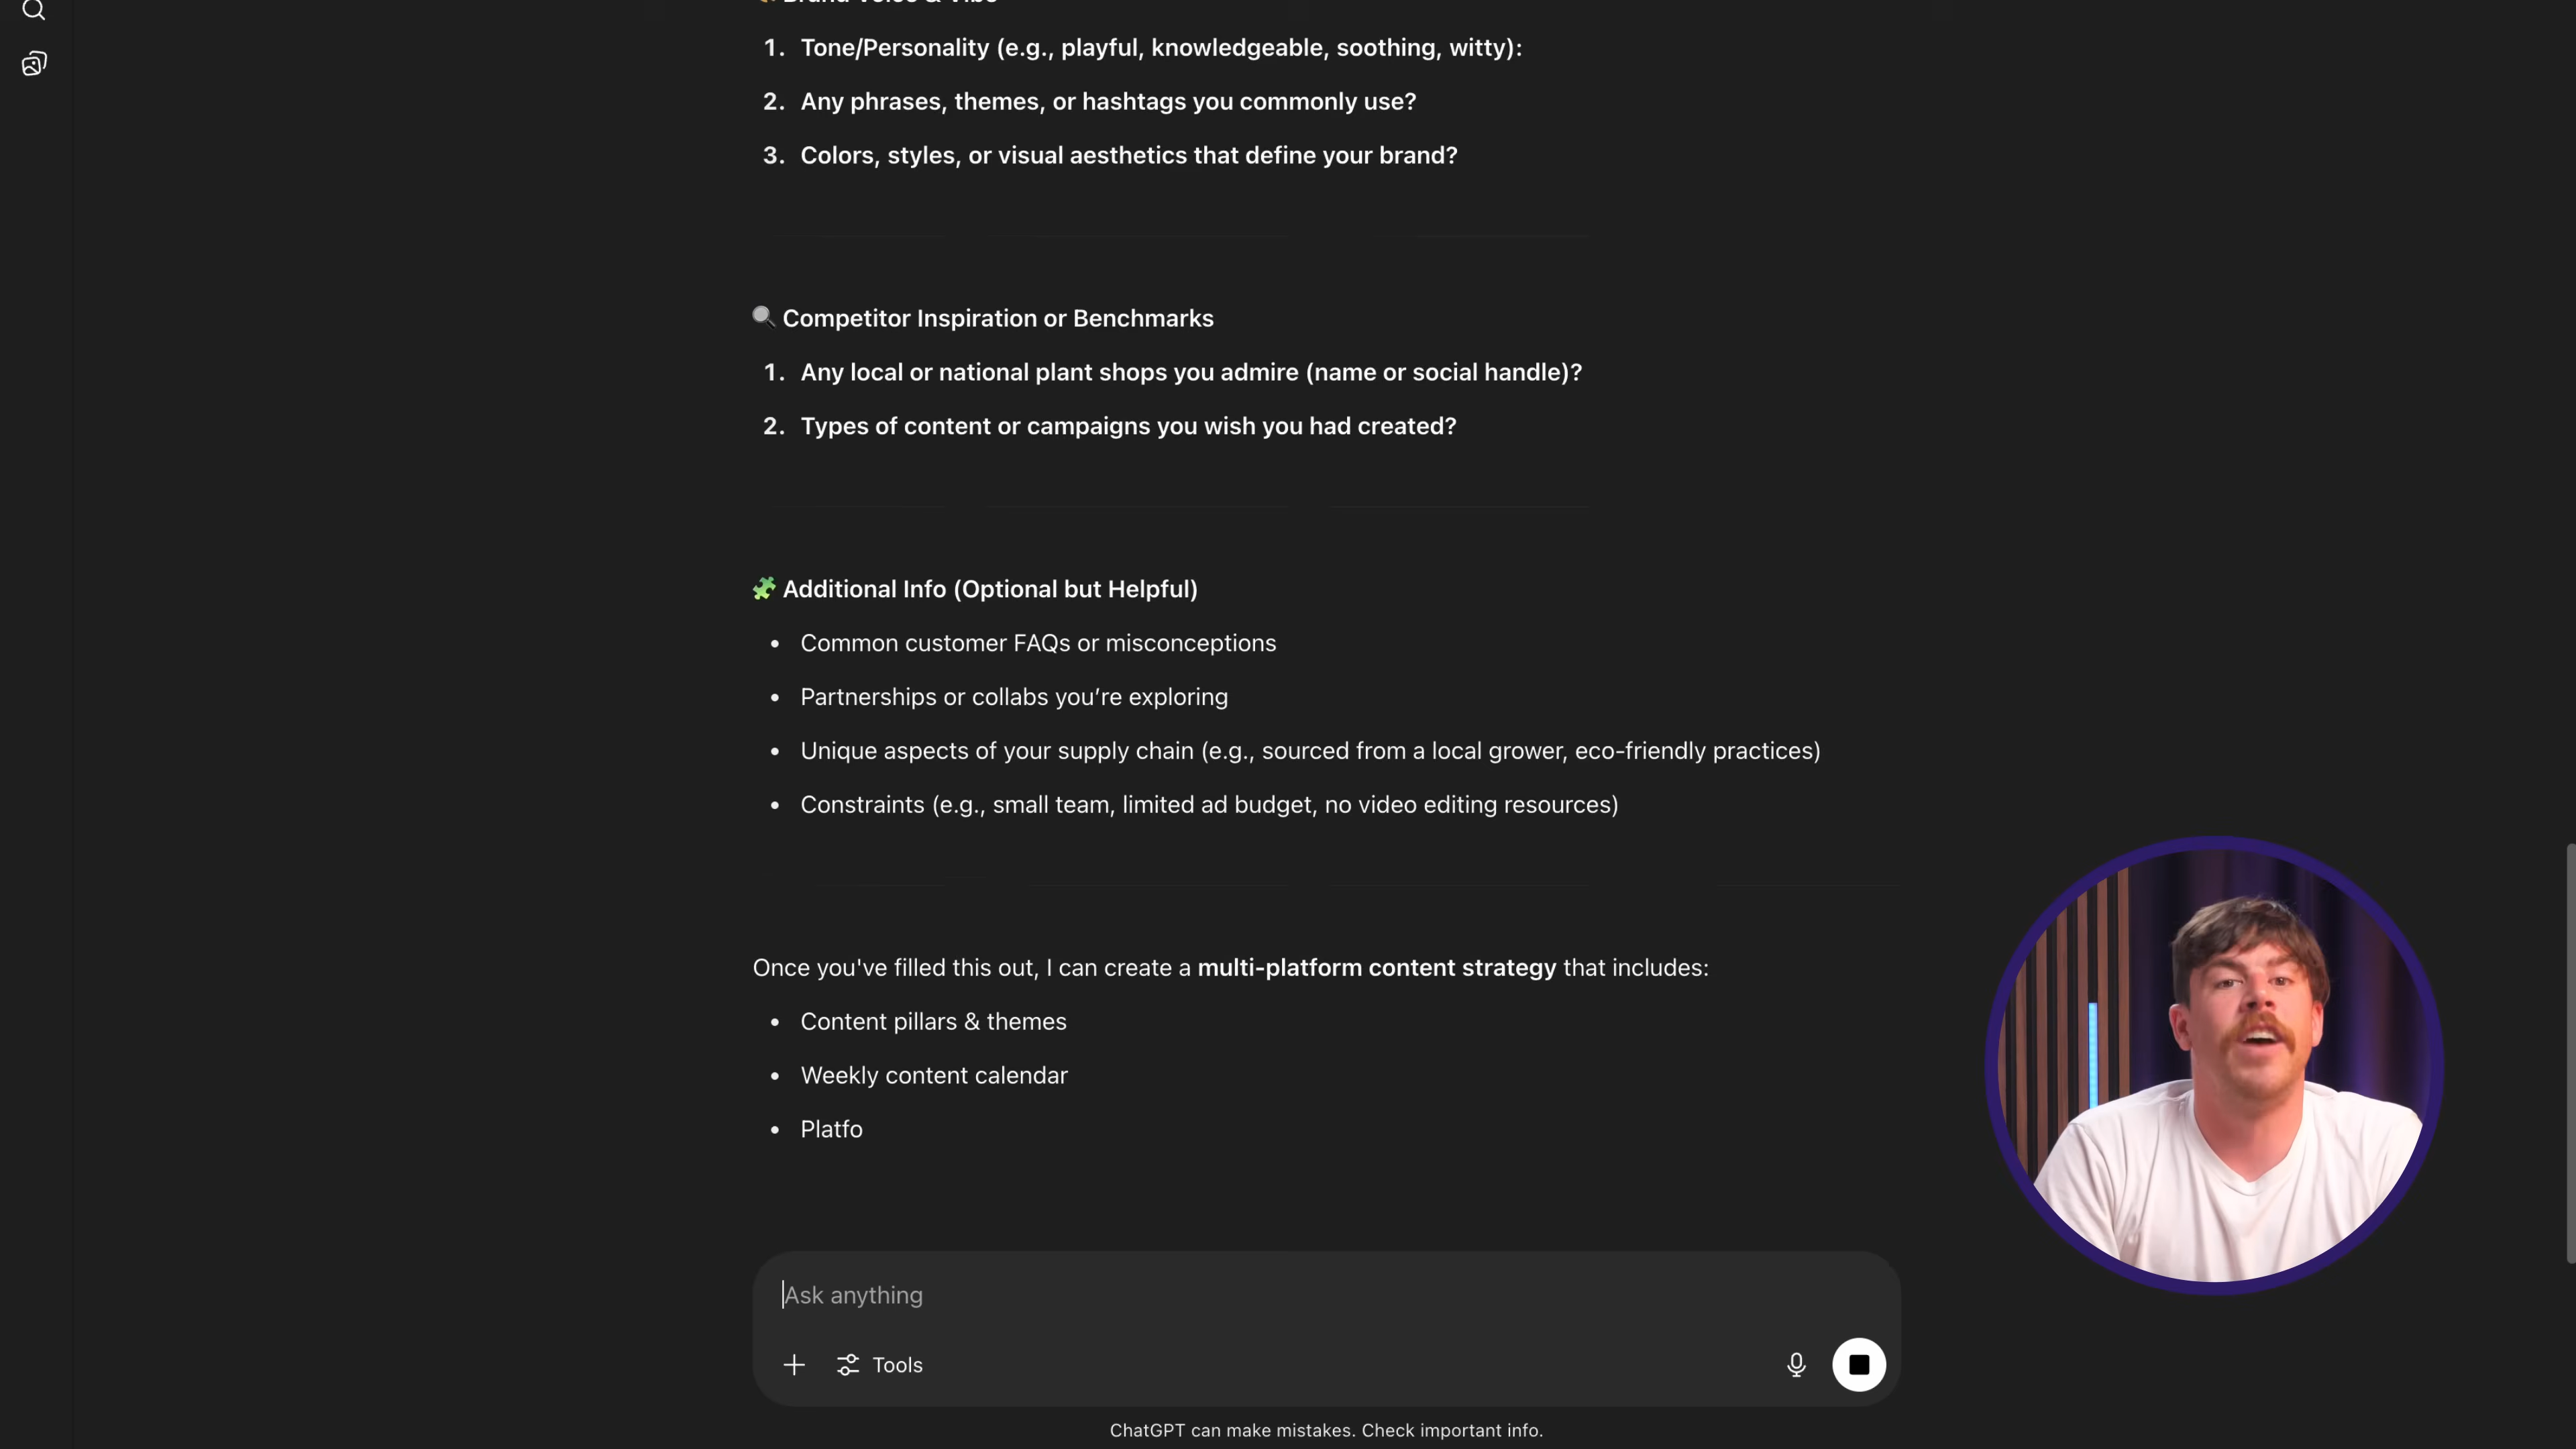 Brand Voice & Vibe
1. Tone/Personality (e.g., playful, knowledgeable, soothing, witty):
2. Any phrases, themes, or hashtags you commonly use?
3. Colors, styles, or visual aesthetics that define your brand?
🔍 Competitor Inspiration or Benchmarks
1. Any local or national plant shops you admire (name or social handle)?
2. Types of content or campaigns you wish you had created?
🧩 Additional Info (Optional but Helpful)
• Common customer FAQs or misconceptions
• Partnerships or collabs you’re exploring
• Unique aspects of your supply chain (e.g., sourced from a local grower, eco-friendly practices)
• Constraints (e.g., small team, limited ad budget, no video editing resources)
Once you've filled this out, I can create a multi-platform content strategy that includes:
• Content pillars & themes
• Weekly content calendar
• Platfo
Ask anything
Tools
ChatGPT can make mistakes. Check important info.